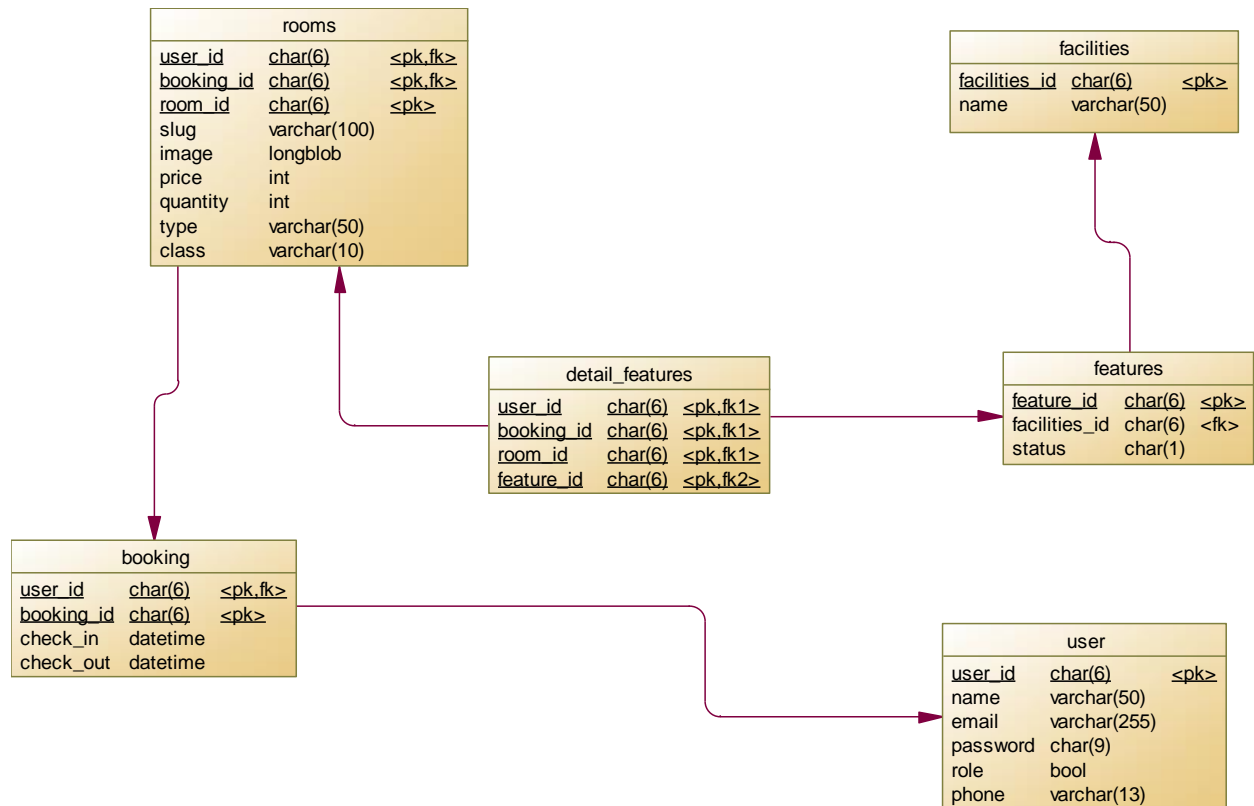 rooms
user_id char(6) <pk,fk>
booking_id char(6) <pk,fk>
room_id char(6) <pk>
slug varchar(100)
image longblob
price int
quantity int
type varchar(50)
class varchar(10)
facilities
facilities_id char(6) <pk>
name varchar(50)
detail_features
user_id char(6) <pk,fk1>
booking_id char(6) <pk,fk1>
room_id char(6) <pk,fk1>
feature_id char(6) <pk,fk2>
features
feature_id char(6) <pk>
facilities_id char(6) <fk>
status char(1)
booking
user_id char(6) <pk,fk>
booking_id char(6) <pk>
check_in datetime
check_out datetime
user
user_id char(6) <pk>
name varchar(50)
email varchar(255)
password char(9)
role bool
phone varchar(13)